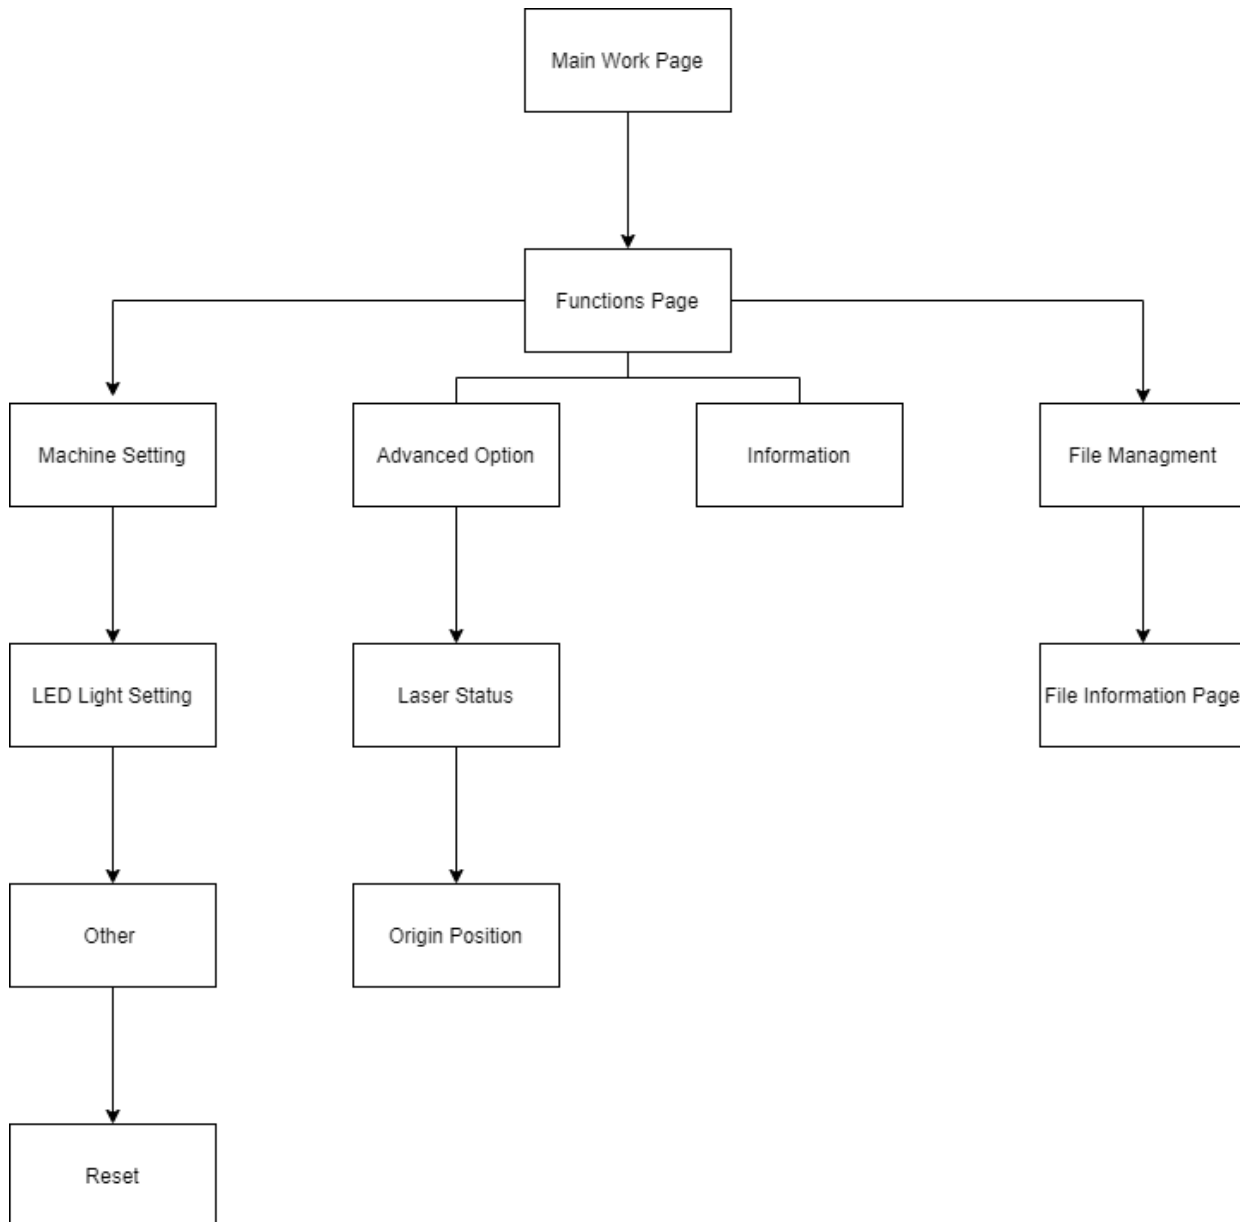 Main Work Page
Functions Page
Machine Setting
Advanced Option
Information
File Managment
LED Light Setting
Laser Status
File Information Page
Other
Origin Position
Reset